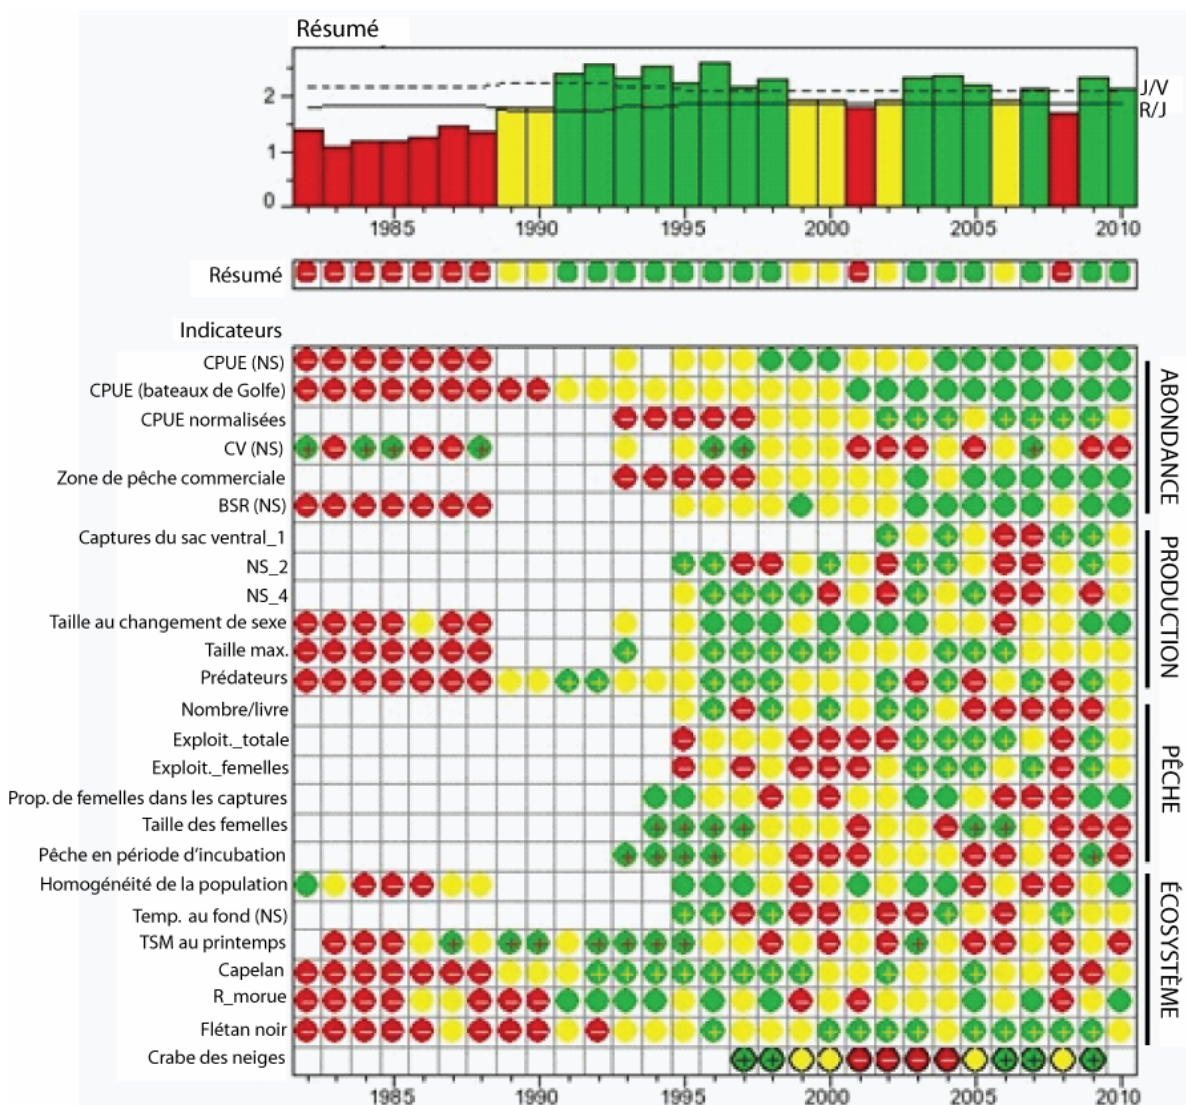 Résumé
2
1
0
J/V
R/J
1985 1990 1995 2000 2005 2010
Résumé
Indicateurs
CPUE (NS)
CPUE (bateaux de Golfe)
CPUE normalisées
CV (NS)
Zone de pêche commerciale
BSR (NS)
ABONDANCE
Captures du sac ventral_1
NS_2
NS_4
Taille au changement de sexe
Taille max.
Prédateurs
PRODUCTION
Nombre/livre
Exploit._totale
Exploit._femelles
Prop. de femelles dans les captures
Taille des femelles
Pêche en période d'incubation
PÊCHE
Homogénéité de la population
Temp. au fond (NS)
TSM au printemps
Capelan
R_morue
Flétan noir
Crabe des neiges
ÉCOSYSTÈME
1985 1990 1995 2000 2005 2010